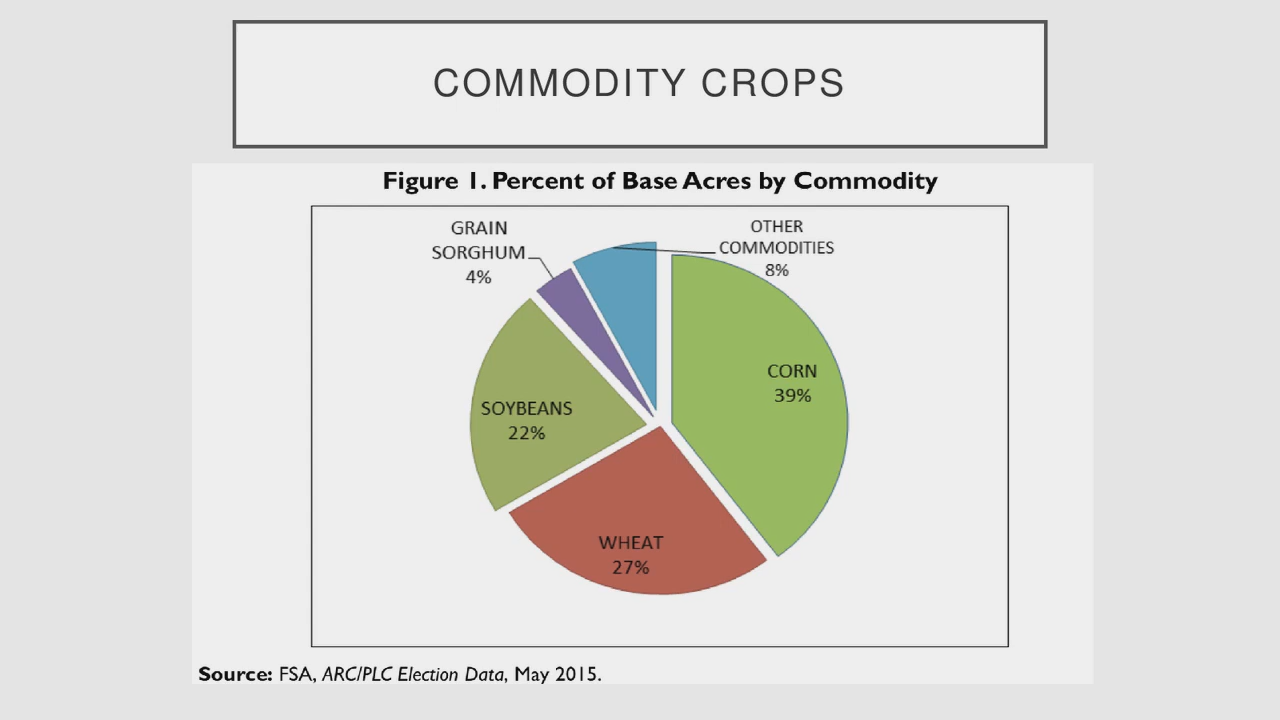 COMMODITY CROPS
Figure 1. Percent of Base Acres by Commodity
GRAIN
SORGHUM
4%
OTHER
COMMODITIES
8%
CORN
39%
SOYBEANS
22%
WHEAT
27%
Source: FSA, ARC/PLC Election Data, May 2015.